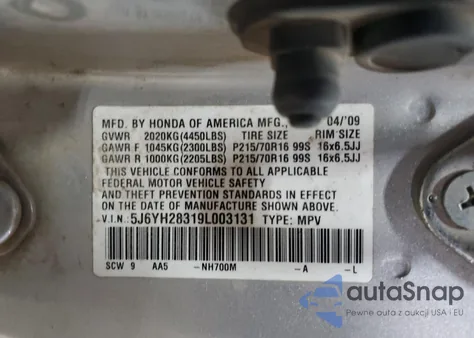 MFD. BY HONDA OF AMERICA MFG., 04/'09
GVWR 2020KG(4450LBS) TIRE SIZE RIM SIZE
GAWR F 1045KG(2300LBS) P215/70R16 99S 16x6.5JJ
GAWR R 1000KG(2205LBS) P215/70R16 99S 16x6.5JJ
THIS VEHICLE CONFORMS TO ALL APPLICABLE
FEDERAL MOTOR VEHICLE SAFETY
AND THEFT PREVENTION STANDARDS IN EFFECT
ON THE DATE OF MANUFACTURE SHOWN ABOVE.
V.I.N.: 5J6YH28319L003131 TYPE: MPV
SCW 9 AA5 -NH700M -A -L
autoSnap
Pewne auta z aukcji USA i EU